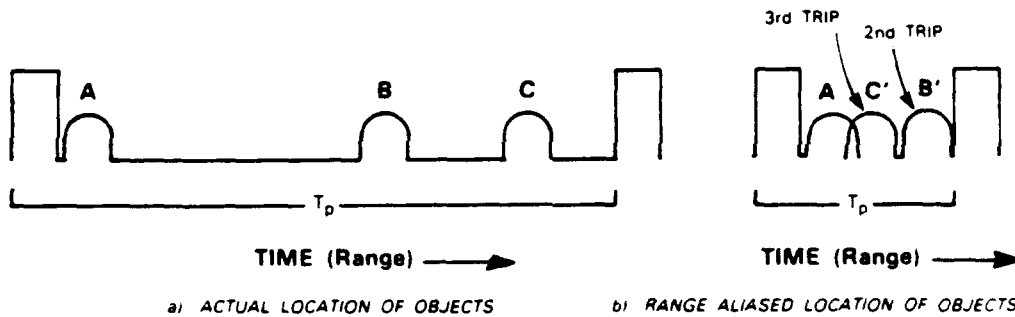 3rd TRIP
2nd TRIP
A B C
A C' B'
Tp Tp
TIME (Range) TIME (Range)
a) ACTUAL LOCATION OF OBJECTS b) RANGE ALIASED LOCATION OF OBJECTS